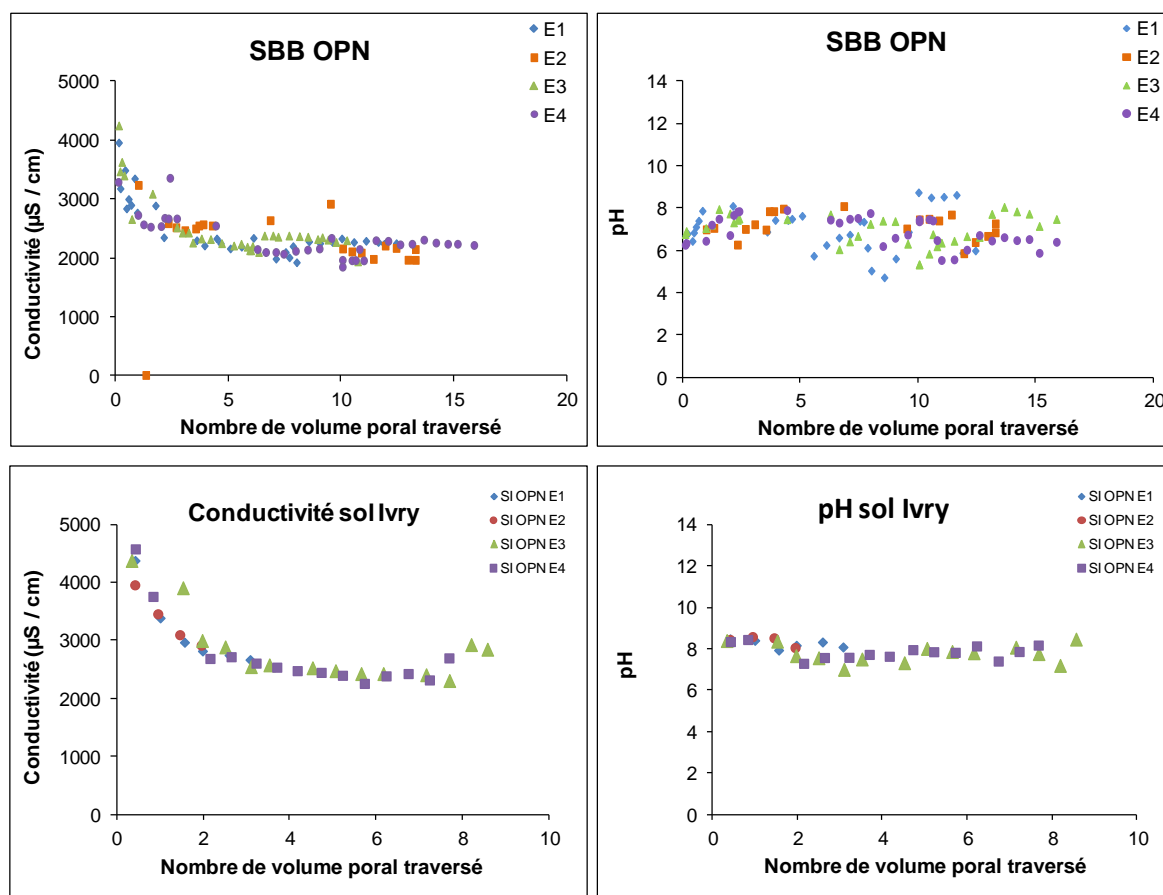 SBB OPN
E1
E2
E3
E4
5000
4000
3000
2000
1000
0
Conductivité (µS / cm)
0 5 10 15 20
Nombre de volume poral traversé
SBB OPN
E1
E2
E3
E4
14
12
10
8
6
4
2
0
pH
0 5 10 15 20
Nombre de volume poral traversé
Conductivité sol Ivry
SI OPN E1
SI OPN E2
SI OPN E3
SI OPN E4
5000
4000
3000
2000
1000
0
Conductivité (µS / cm)
0 2 4 6 8 10
Nombre de volume poral traversé
pH sol Ivry
SI OPN E1
SI OPN E2
SI OPN E3
SI OPN E4
14
12
10
8
6
4
2
0
pH
0 2 4 6 8 10
Nombre de volume poral traversé